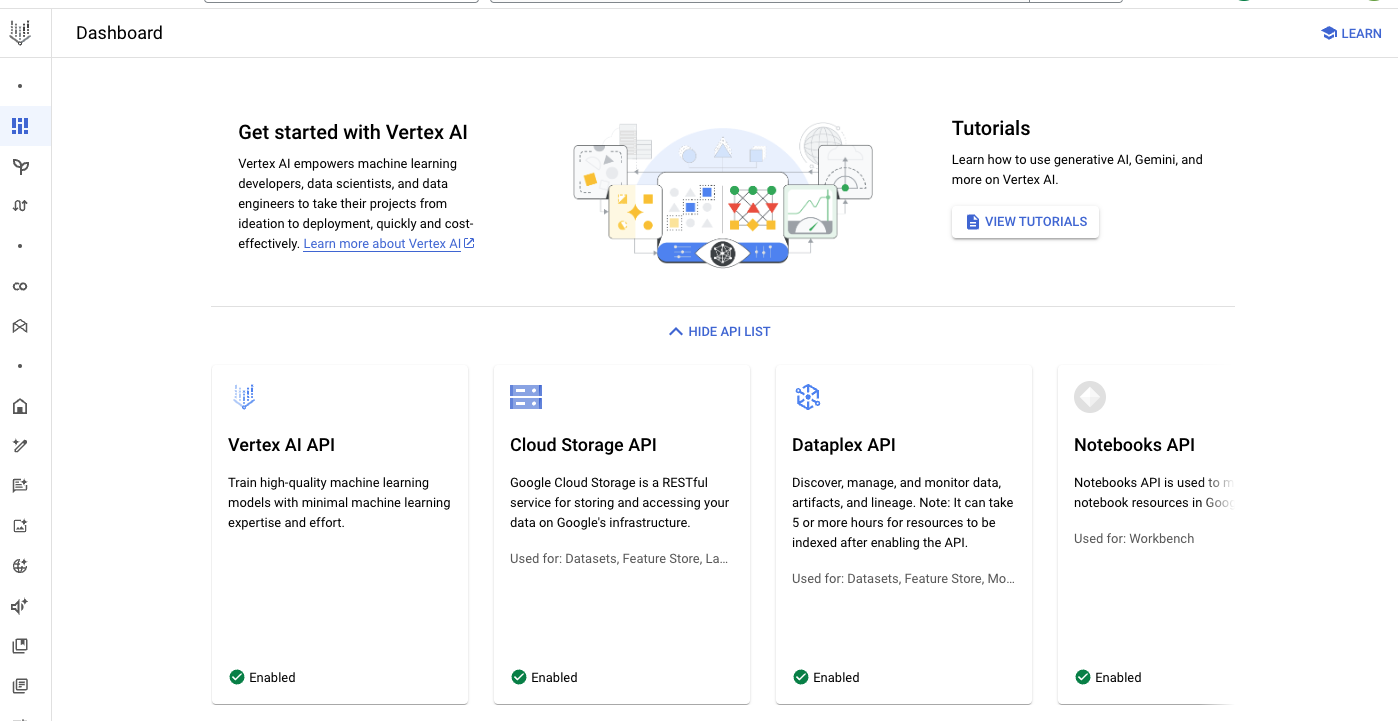 Dashboard
LEARN
Get started with Vertex AI
Vertex AI empowers machine learning
developers, data scientists, and data
engineers to take their projects from
ideation to deployment, quickly and cost-
effectively. Learn more about Vertex AI
Tutorials
Learn how to use generative AI, Gemini, and
more on Vertex AI.
VIEW TUTORIALS
HIDE API LIST
Vertex AI API
Train high-quality machine learning
models with minimal machine learning
expertise and effort.
Enabled
Cloud Storage API
Google Cloud Storage is a RESTful
service for storing and accessing your
data on Google's infrastructure.
Used for: Datasets, Feature Store, La...
Enabled
Dataplex API
Discover, manage, and monitor data,
artifacts, and lineage. Note: It can take
5 or more hours for resources to be
indexed after enabling the API.
Used for: Datasets, Feature Store, Mo...
Enabled
Notebooks API
Notebooks API is used to
notebook resources in
Used for: Workbench
Enabled